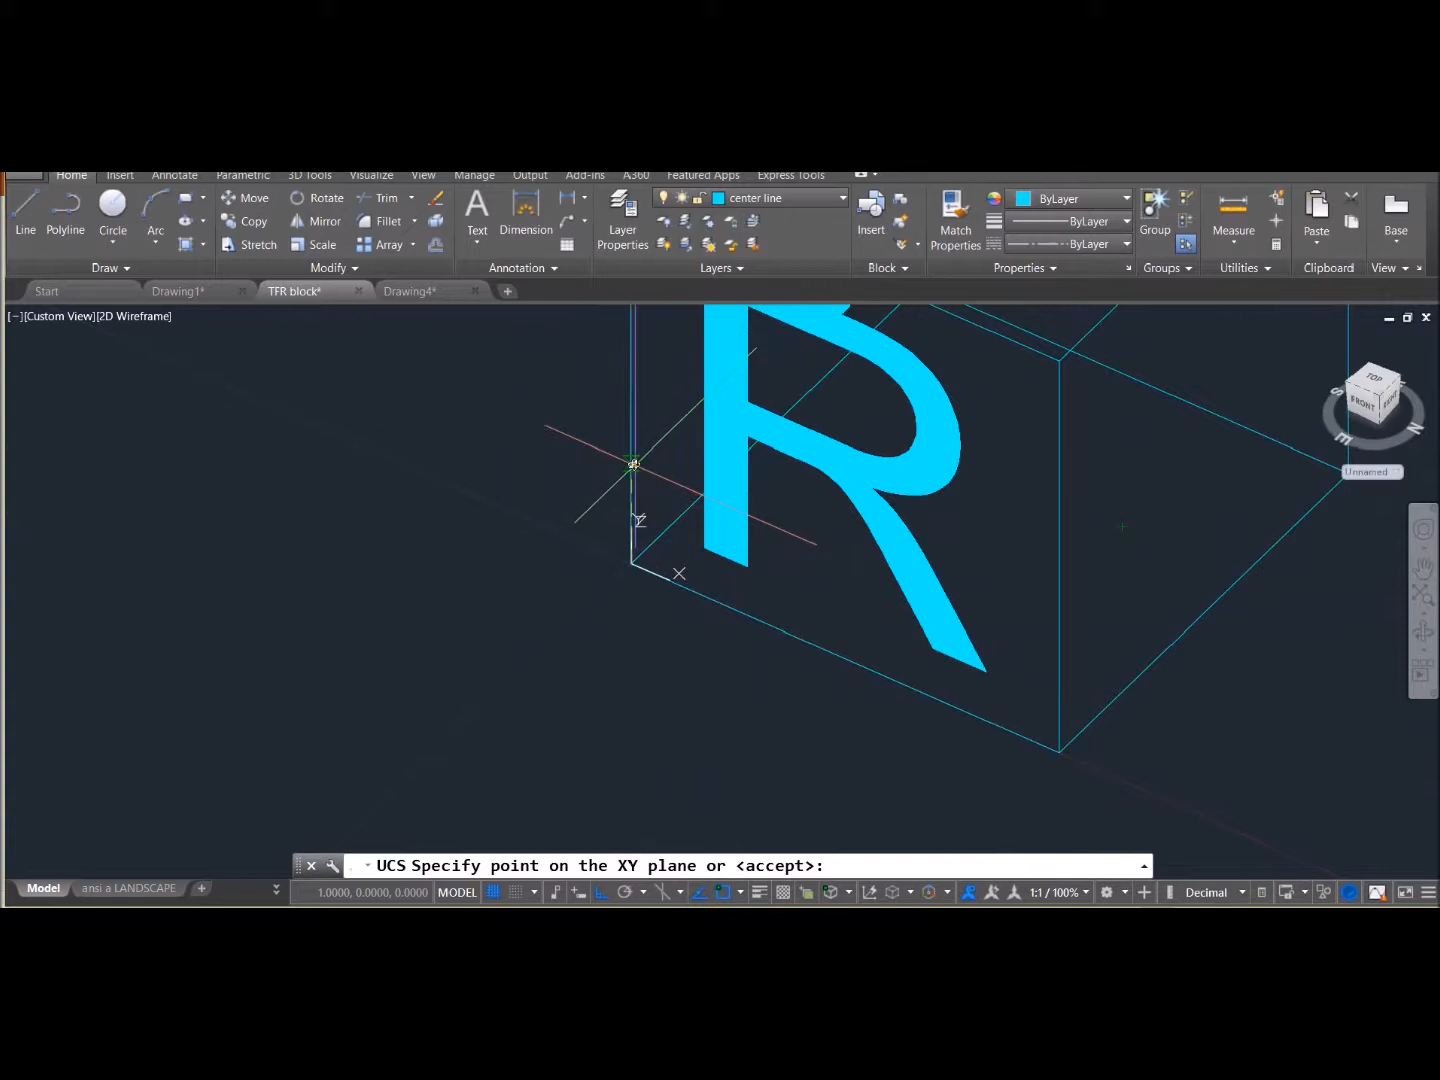 Home Insert Annotate Parametric 3D Tools Visualize View Manage Output Add-ins A360 Featured Apps Express Tools
Line Polyline Circle Arc
Move Rotate Trim
Copy Mirror Fillet
Stretch Scale Array
Text Dimension
Layer Properties
center line
Insert
Match Properties
ByLayer
ByLayer
ByLayer
Group Measure Paste Base
Draw Modify Annotation Layers Block Properties Groups Utilities Clipboard View
Start Drawing1* TFR block* Drawing4*
[−][Custom View][2D Wireframe]
R
TOP
FRONT
S
E
N
Unnamed
Y
X
UCS Specify point on the XY plane or <accept>:
Model ansi a LANDSCAPE
1.0000, 0.0000, 0.0000 MODEL 1:1 / 100% Decimal